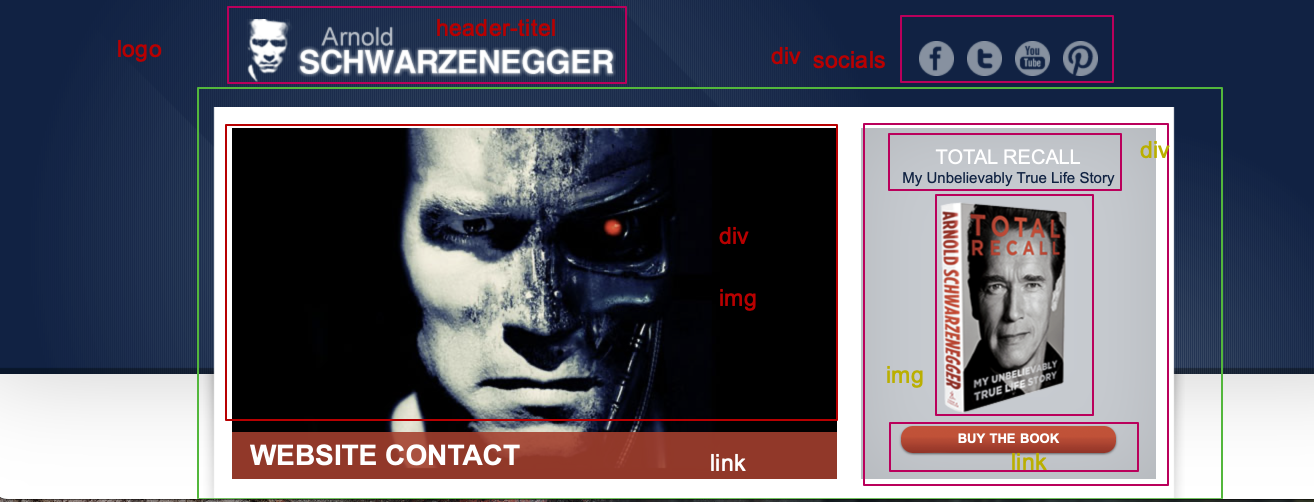 logo
Arnold
header-titel
SCHWARZENEGGER
div socials
You
Tube
div
img
WEBSITE CONTACT
link
TOTAL RECALL
div
My Unbelievably True Life Story
TOTAL
RECALL
ARNOLD SCHWARZENEGGER
MY UNBELIEVABLY
TRUE LIFE STORY
img
BUY THE BOOK
link